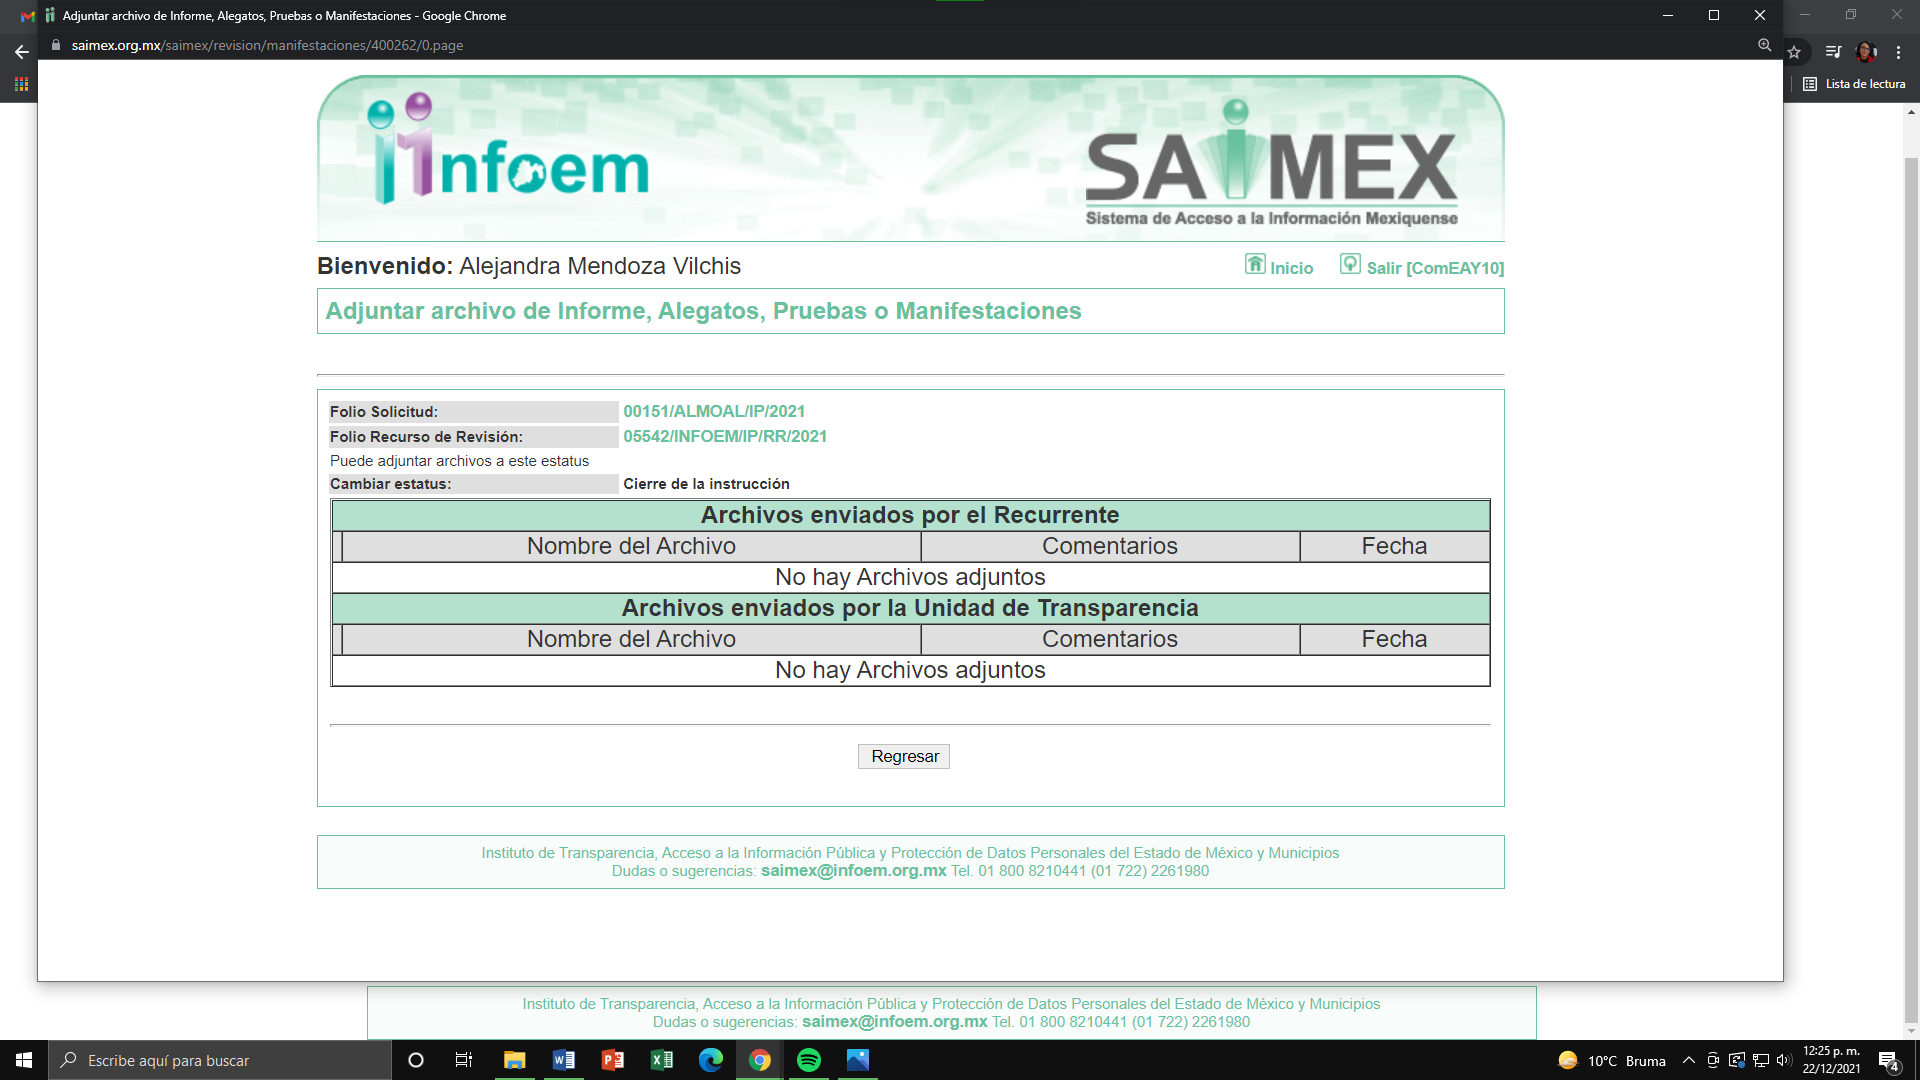 Adjuntar archivo de Informe, Alegatos, Pruebas o Manifestaciones - Google Chrome
saimex.org.mx/saimex/revision/manifestaciones/400262/0.page
Lista de lectura
infoem
SAIMEX
Sistema de Acceso a la Información Mexiquense
Bienvenido: Alejandra Mendoza Vilchis
Inicio
Salir [ComEAY10]
Adjuntar archivo de Informe, Alegatos, Pruebas o Manifestaciones
Folio Solicitud: 00151/ALMOAL/IP/2021
Folio Recurso de Revisión: 05542/INFOEM/IP/RR/2021
Puede adjuntar archivos a este estatus
Cambiar estatus: Cierre de la instrucción
Archivos enviados por el Recurrente
Nombre del Archivo Comentarios Fecha
No hay Archivos adjuntos
Archivos enviados por la Unidad de Transparencia
Nombre del Archivo Comentarios Fecha
No hay Archivos adjuntos
Regresar
Instituto de Transparencia, Acceso a la Información Pública y Protección de Datos Personales del Estado de México y Municipios
Dudas o sugerencias: saimex@infoem.org.mx Tel. 01 800 8210441 (01 722) 2261980
Instituto de Transparencia, Acceso a la Información Pública y Protección de Datos Personales del Estado de México y Municipios
Dudas o sugerencias: saimex@infoem.org.mx Tel. 01 800 8210441 (01 722) 2261980
Escribe aquí para buscar
10°C Bruma
12:25 p. m.
22/12/2021
4